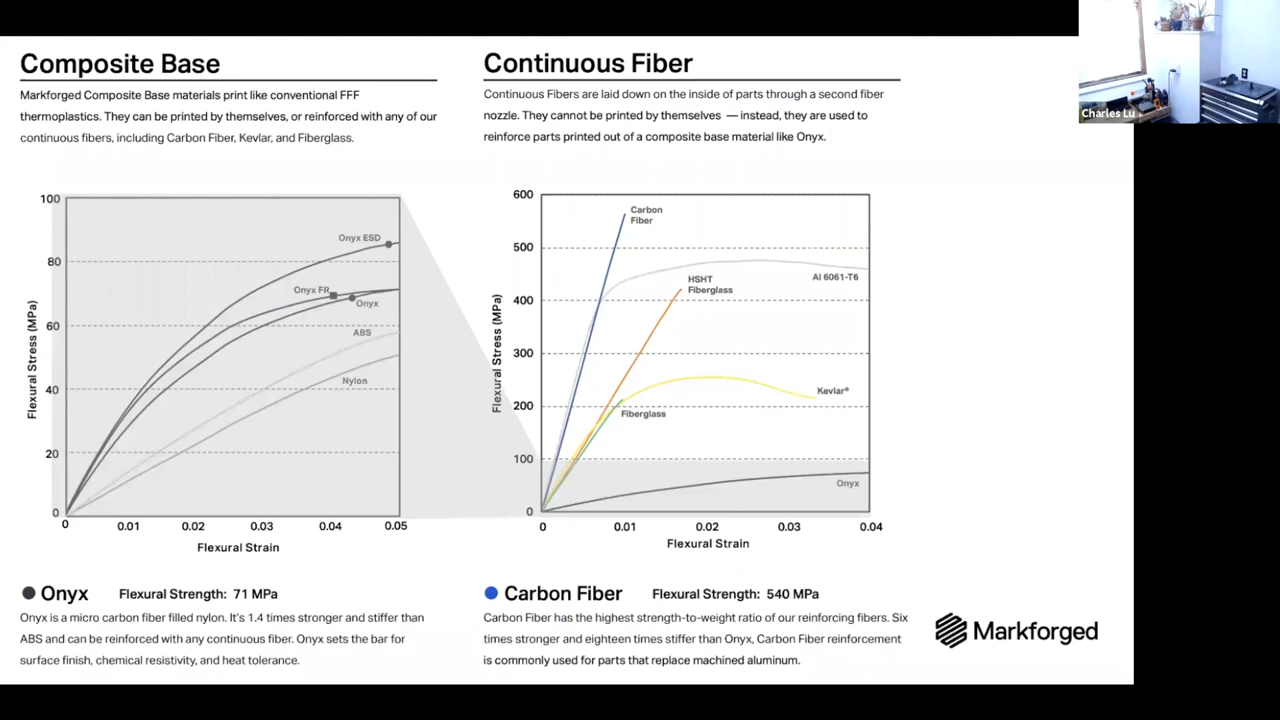 Composite Base
Markforged Composite Base materials print like conventional FFF
thermoplastics. They can be printed by themselves, or reinforced with any of our
continuous fibers, including Carbon Fiber, Kevlar, and Fiberglass.
100
80
60
40
20
0
Flexural Stress (MPa)
Onyx ESD
Onyx FR
Onyx
ABS
Nylon
0 0.01 0.02 0.03 0.04 0.05
Flexural Strain
Onyx Flexural Strength: 71 MPa
Onyx is a micro carbon fiber filled nylon. It's 1.4 times stronger and stiffer than
ABS and can be reinforced with any continuous fiber. Onyx sets the bar for
surface finish, chemical resistivity, and heat tolerance.
Continuous Fiber
Continuous Fibers are laid down on the inside of parts through a second fiber
nozzle. They cannot be printed by themselves — instead, they are used to
reinforce parts printed out of a composite base material like Onyx.
600
500
400
300
200
100
0
Flexural Stress (MPa)
Carbon
Fiber
Al 6061-T6
HSHT
Fiberglass
Kevlar®
Fiberglass
Onyx
0 0.01 0.02 0.03 0.04
Flexural Strain
Carbon Fiber Flexural Strength: 540 MPa
Carbon Fiber has the highest strength-to-weight ratio of our reinforcing fibers. Six
times stronger and eighteen times stiffer than Onyx, Carbon Fiber reinforcement
is commonly used for parts that replace machined aluminum.
Markforged
Charles Lu